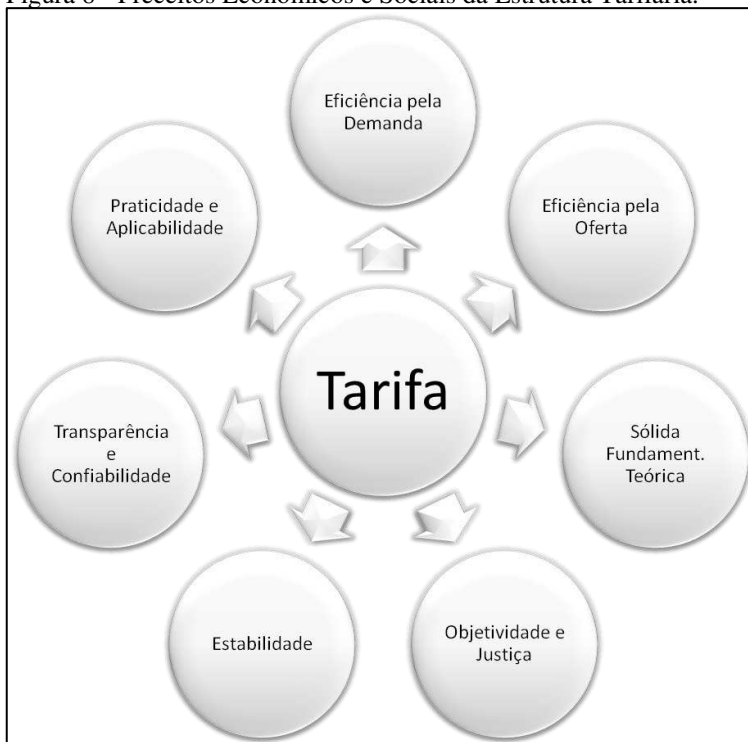 Figura 8 - Preceitos Econômicos e Sociais da Estrutura Tarifária.
Eficiência pela
Demanda
Eficiência pela
Oferta
Sólida
Fundament.
Teórica
Objetividade e
Justiça
Estabilidade
Transparência
e
Confiabilidade
Praticidade e
Aplicabilidade
Tarifa